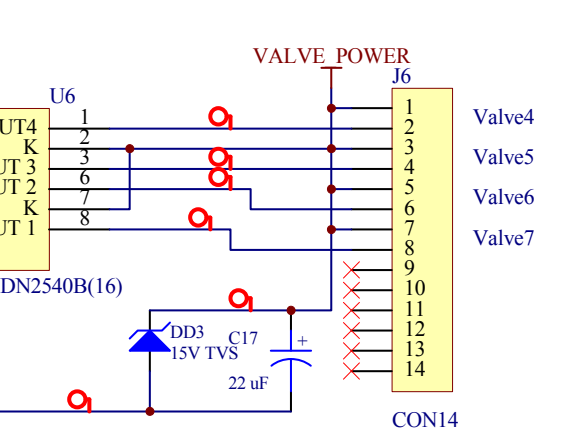 VALVE_POWER
J6
U6
1
2
3
6
7
8
UT4
K
UT 3
UT 2
K
UT 1
DN2540B(16)
1
2
3
4
5
6
7
8
9
10
11
12
13
14
Valve4
Valve5
Valve6
Valve7
DD3
15V TVS
C17
+
22 uF
CON14